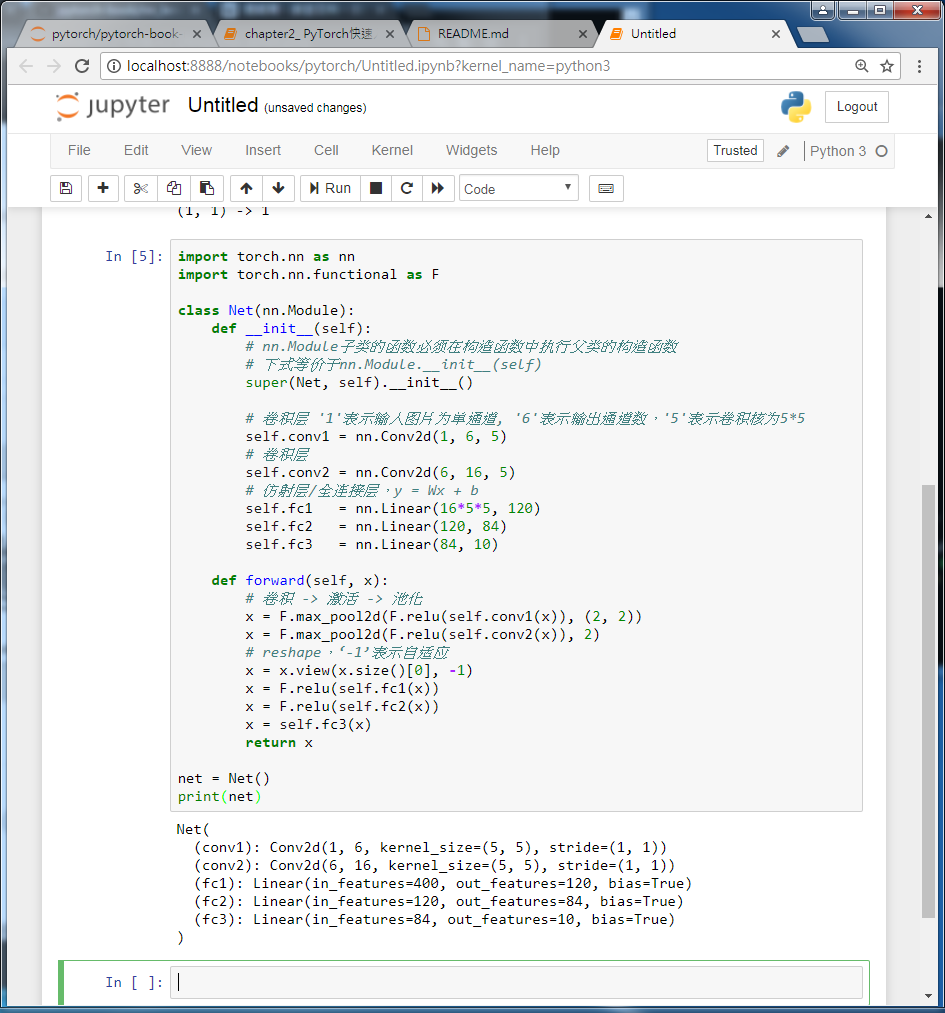 pytorch/pytorch-book-
chapter2_ PyTorch快速
README.md
Untitled
localhost:8888/notebooks/pytorch/Untitled.ipynb?kernel_name=python3
jupyter Untitled (unsaved changes)
Logout
File Edit View Insert Cell Kernel Widgets Help
Trusted
Python 3
Run
Code
(1, 1) -> 1
In [5]:
import torch.nn as nn
import torch.nn.functional as F
class Net(nn.Module):
def __init__(self):
# nn.Module子类的函数必须在构造函数中执行父类的构造函数
# 下式等价于nn.Module.__init__(self)
super(Net, self).__init__()
# 卷积层 '1'表示输入图片为单通道, '6'表示输出通道数，'5'表示卷积核为5*5
self.conv1 = nn.Conv2d(1, 6, 5)
# 卷积层
self.conv2 = nn.Conv2d(6, 16, 5)
# 仿射层/全连接层，y = Wx + b
self.fc1   = nn.Linear(16*5*5, 120)
self.fc2   = nn.Linear(120, 84)
self.fc3   = nn.Linear(84, 10)
def forward(self, x):
# 卷积 -> 激活 -> 池化
x = F.max_pool2d(F.relu(self.conv1(x)), (2, 2))
x = F.max_pool2d(F.relu(self.conv2(x)), 2)
# reshape，‘-1’表示自适应
x = x.view(x.size()[0], -1)
x = F.relu(self.fc1(x))
x = F.relu(self.fc2(x))
x = self.fc3(x)
return x
net = Net()
print(net)
Net(
(conv1): Conv2d(1, 6, kernel_size=(5, 5), stride=(1, 1))
(conv2): Conv2d(6, 16, kernel_size=(5, 5), stride=(1, 1))
(fc1): Linear(in_features=400, out_features=120, bias=True)
(fc2): Linear(in_features=120, out_features=84, bias=True)
(fc3): Linear(in_features=84, out_features=10, bias=True)
)
In [ ]: